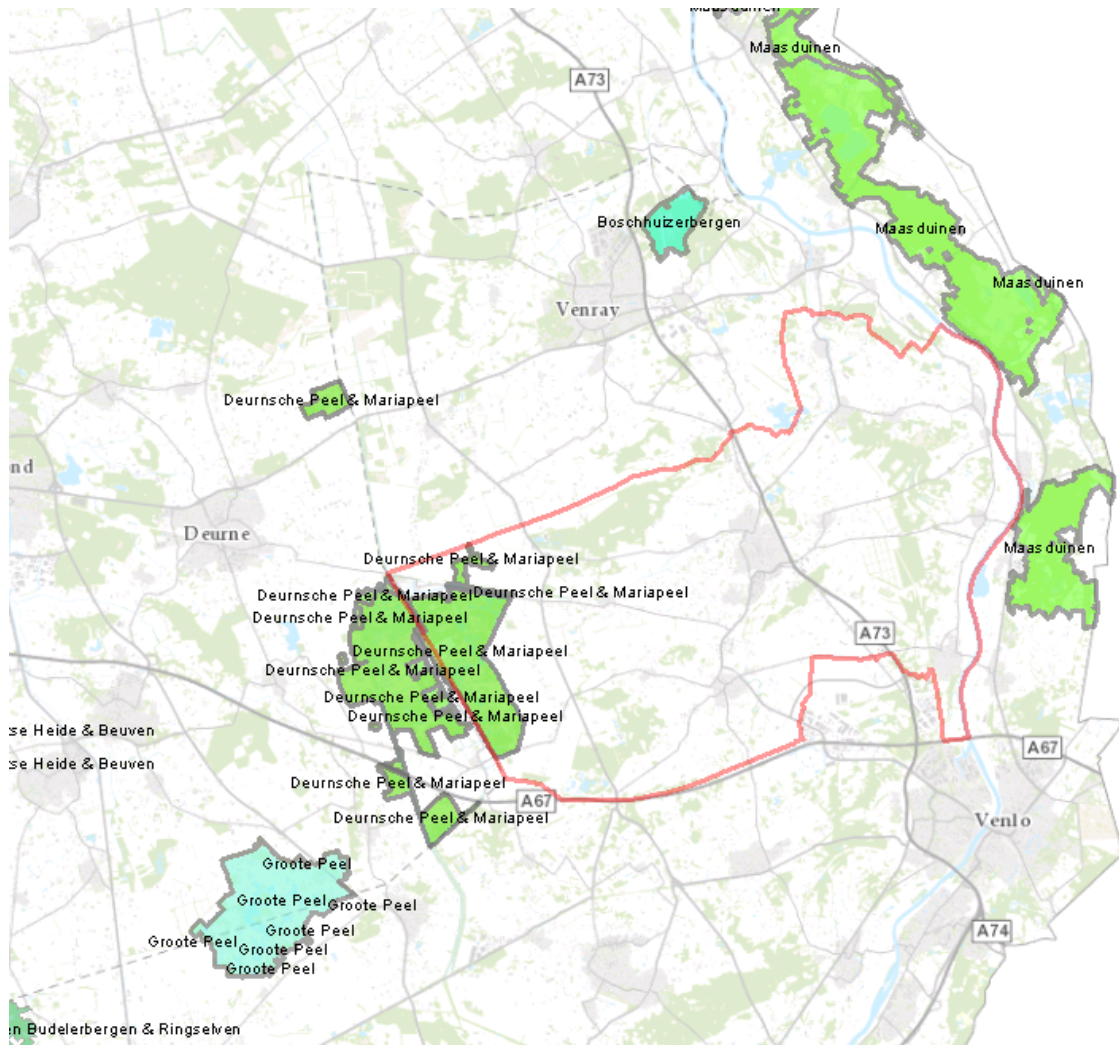 Maasduinen
Maasduinen
A73
Boschhuizerbergen
Maasduinen
Maasduinen
Venray
Deurnsche Peel & Mariapeel
nd
Deurne
Maasduinen
Deurnsche Peel & Mariapeel
Deurnsche Peel & Mariapeel
Deurnsche Peel & Mariapeel
Deurnsche Peel & Mariapeel
A73
Deurnsche Peel & Mariapeel
Deurnsche Peel & Mariapeel
Deurnsche Peel & Mariapeel
Deurnsche Peel & Mariapeel
se Heide & Beuven
A67
se Heide & Beuven
Deurnsche Peel & Mariapeel
A67
Deurnsche Peel & Mariapeel
Venlo
Groote Peel
Groote Peel
Groote Peel
Groote Peel
A74
Groote Peel
Groote Peel
Groote Peel
en Budelerbergen & Ringselven